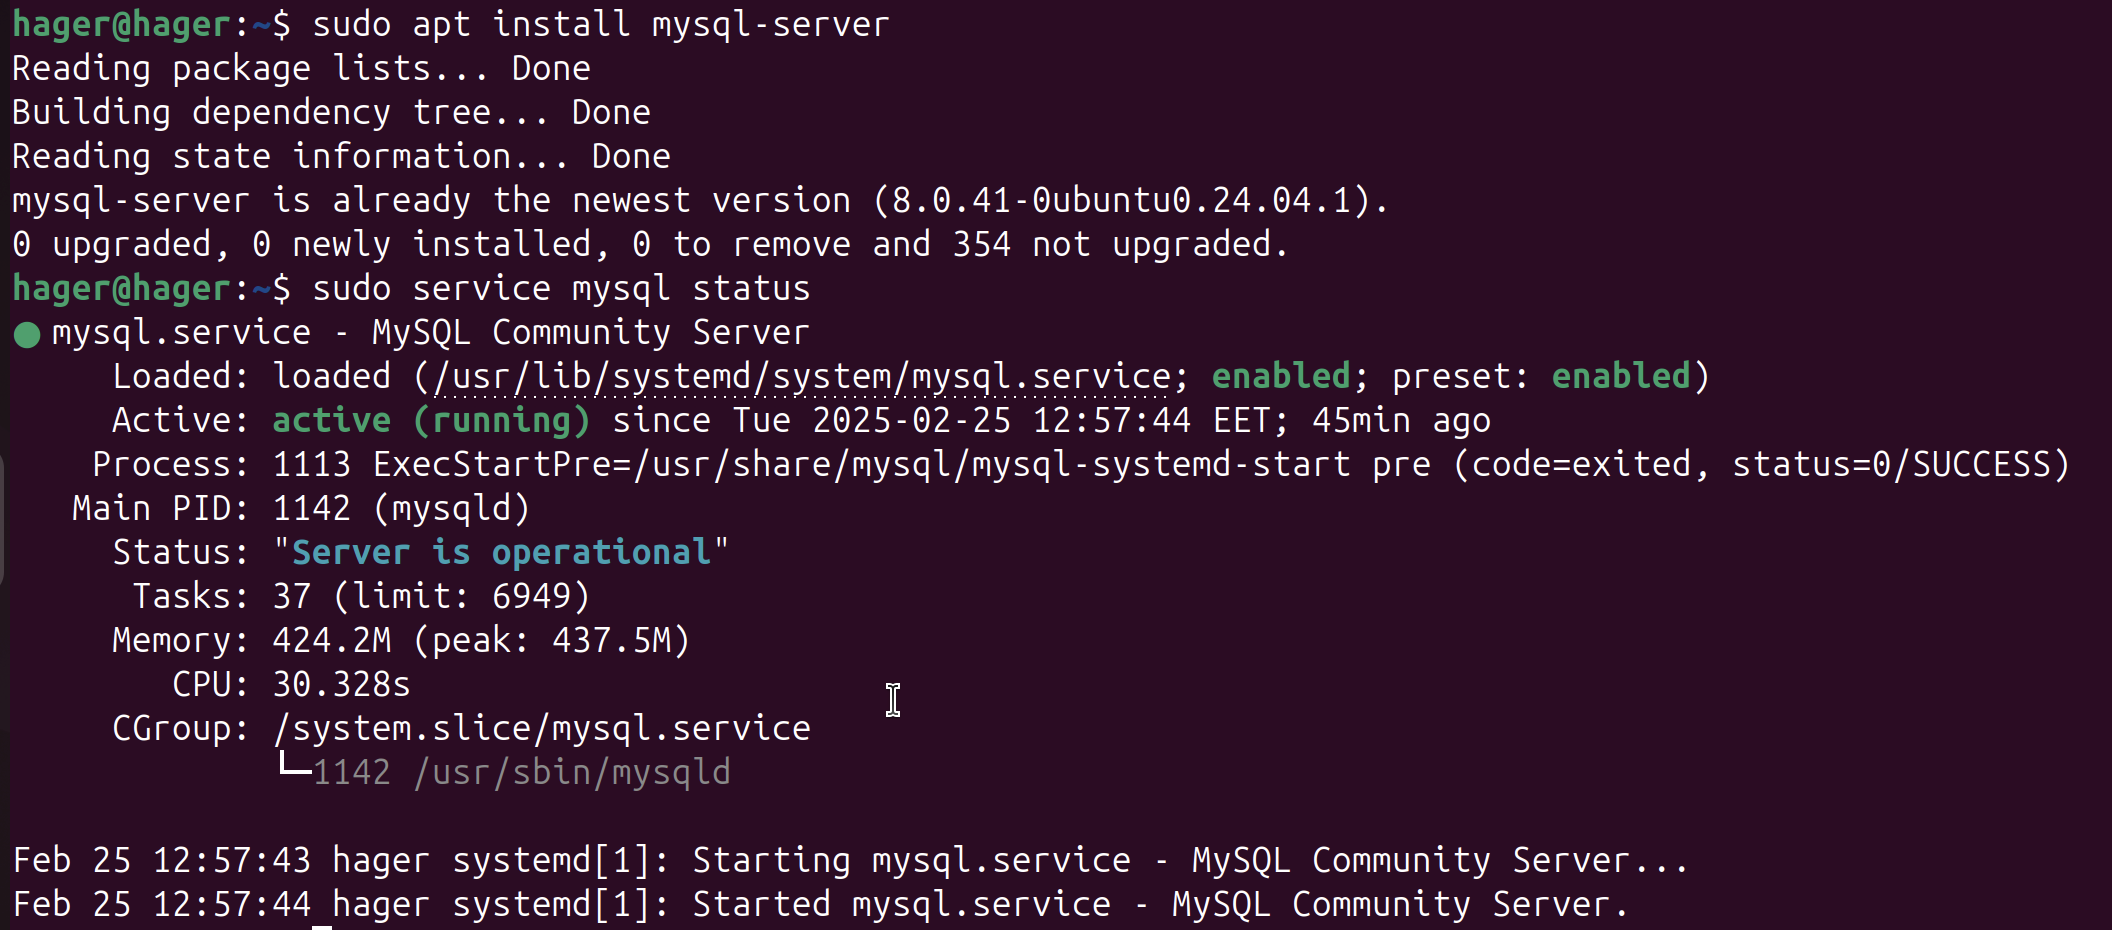 hager@hager:~$ sudo apt install mysql-server
Reading package lists... Done
Building dependency tree... Done
Reading state information... Done
mysql-server is already the newest version (8.0.41-0ubuntu0.24.04.1).
0 upgraded, 0 newly installed, 0 to remove and 354 not upgraded.
hager@hager:~$ sudo service mysql status
● mysql.service - MySQL Community Server
     Loaded: loaded (/usr/lib/systemd/system/mysql.service; enabled; preset: enabled)
     Active: active (running) since Tue 2025-02-25 12:57:44 EET; 45min ago
    Process: 1113 ExecStartPre=/usr/share/mysql/mysql-systemd-start pre (code=exited, status=0/SUCCESS)
   Main PID: 1142 (mysqld)
     Status: "Server is operational"
      Tasks: 37 (limit: 6949)
     Memory: 424.2M (peak: 437.5M)
        CPU: 30.328s
     CGroup: /system.slice/mysql.service
             └─1142 /usr/sbin/mysqld
Feb 25 12:57:43 hager systemd[1]: Starting mysql.service - MySQL Community Server...
Feb 25 12:57:44 hager systemd[1]: Started mysql.service - MySQL Community Server.